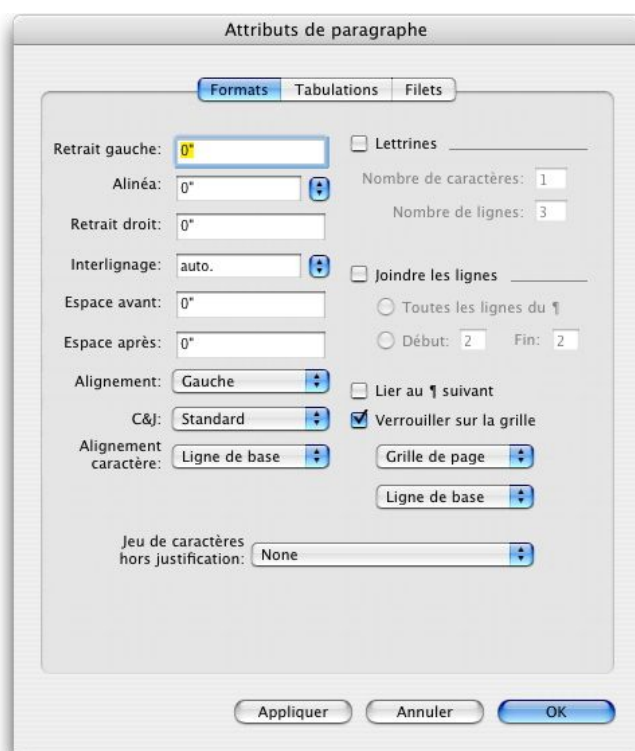 Attributs de paragraphe
Formats Tabulations Filets
Retrait gauche: 0"
Alinéa: 0"
Retrait droit: 0"
Interlignage: auto.
Espace avant: 0"
Espace après: 0"
Alignement: Gauche
C&J: Standard
Alignement
caractère: Ligne de base
Lettrines
Nombre de caractères: 1
Nombre de lignes: 3
Joindre les lignes
Toutes les lignes du ¶
Début: 2 Fin: 2
Lier au ¶ suivant
Verrouiller sur la grille
Grille de page
Ligne de base
Jeu de caractères
hors justification: None
Appliquer Annuler OK